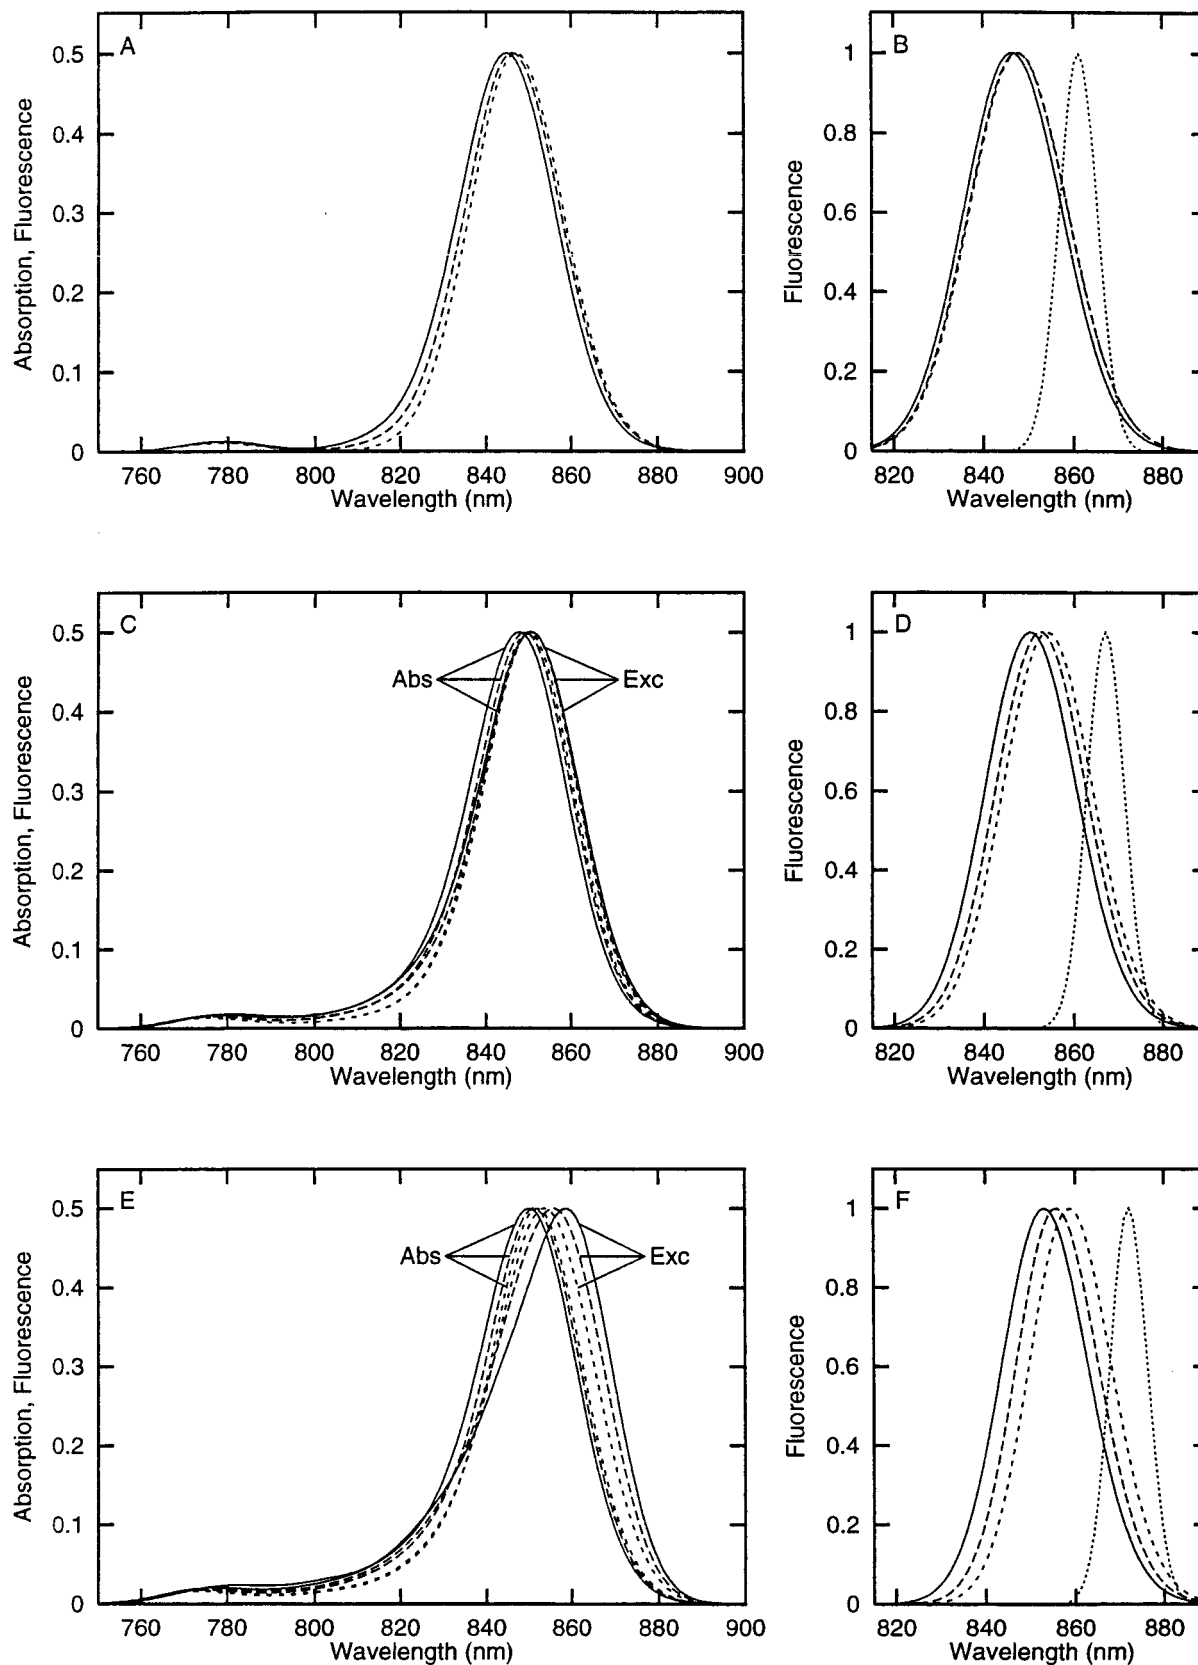 A
B
0.5
0.4
0.3
0.2
0.1
0
Absorption, Fluorescence
760 780 800 820 840 860 880 900
Wavelength (nm)
1
0.8
0.6
0.4
0.2
0
Fluorescence
820 840 860 880
Wavelength (nm)
C
D
Abs
Exc
0.5
0.4
0.3
0.2
0.1
0
Absorption, Fluorescence
760 780 800 820 840 860 880 900
Wavelength (nm)
1
0.8
0.6
0.4
0.2
0
Fluorescence
820 840 860 880
Wavelength (nm)
E
F
Abs
Exc
0.5
0.4
0.3
0.2
0.1
0
Absorption, Fluorescence
760 780 800 820 840 860 880 900
Wavelength (nm)
1
0.8
0.6
0.4
0.2
0
Fluorescence
820 840 860 880
Wavelength (nm)